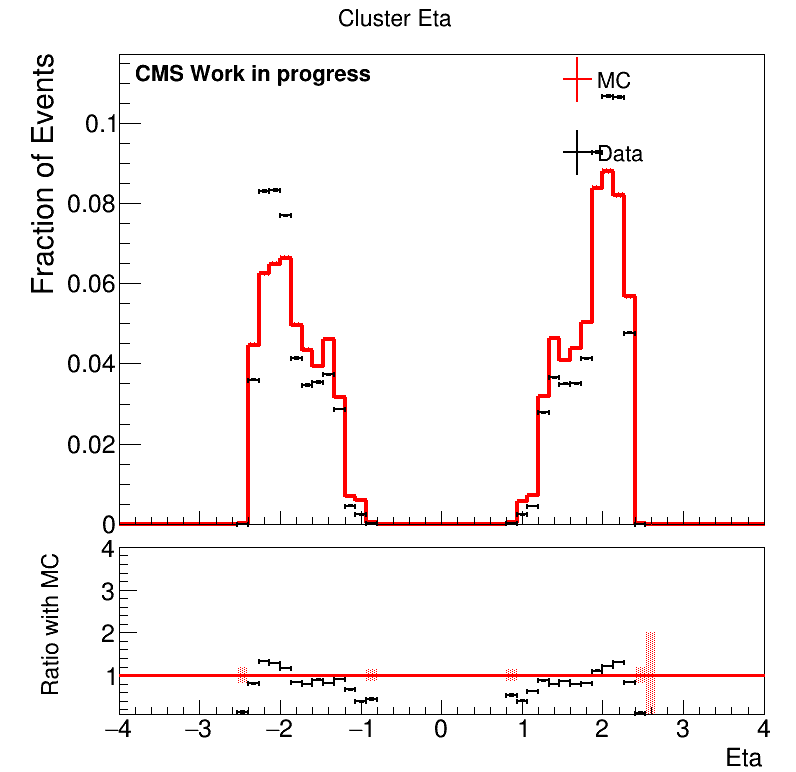 Cluster Eta
CMS Work in progress
MC
Data
Fraction of Events
0.1
0.08
0.06
0.04
0.02
0
Ratio with MC
4
3
2
1
−4 −3 −2 −1 0 1 2 3 4
Eta